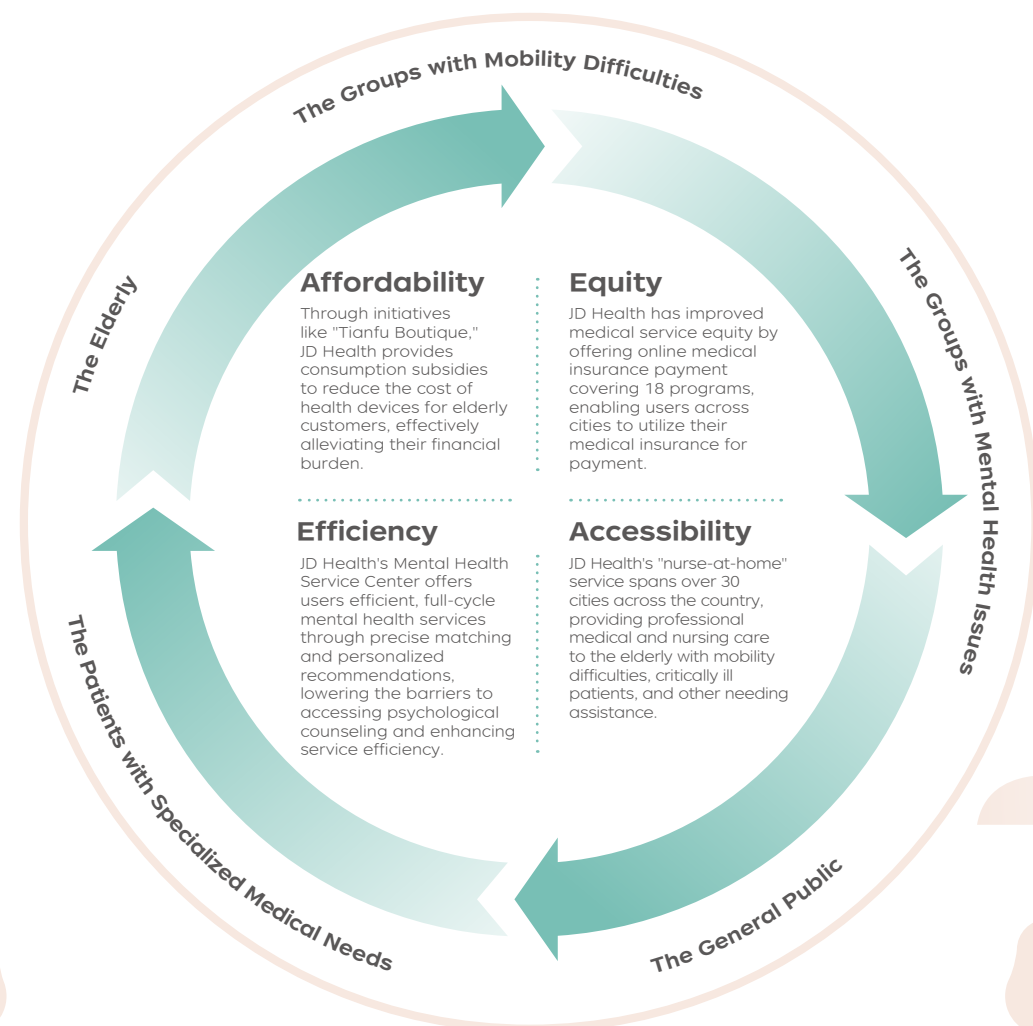 The Groups with Mobility Difficulties
The Elderly
The Groups with Mental Health Issues
Affordability
Through initiatives
like "Tianfu Boutique,"
JD Health provides
consumption subsidies
to reduce the cost of
health devices for elderly
customers, effectively
alleviating their financial
burden.
Equity
JD Health has improved
medical service equity by
offering online medical
insurance payment
covering 18 programs,
enabling users across
cities to utilize their
medical insurance for
payment.
Efficiency
JD Health's Mental Health
Service Center offers
users efficient, full-cycle
mental health services
through precise matching
and personalized
recommendations,
lowering the barriers to
accessing psychological
counseling and enhancing
service efficiency.
Accessibility
JD Health's "nurse-at-home"
service spans over 30
cities across the country,
providing professional
medical and nursing care
to the elderly with mobility
difficulties, critically ill
patients, and other needing
assistance.
The Patients with Specialized Medical Needs
The General Public